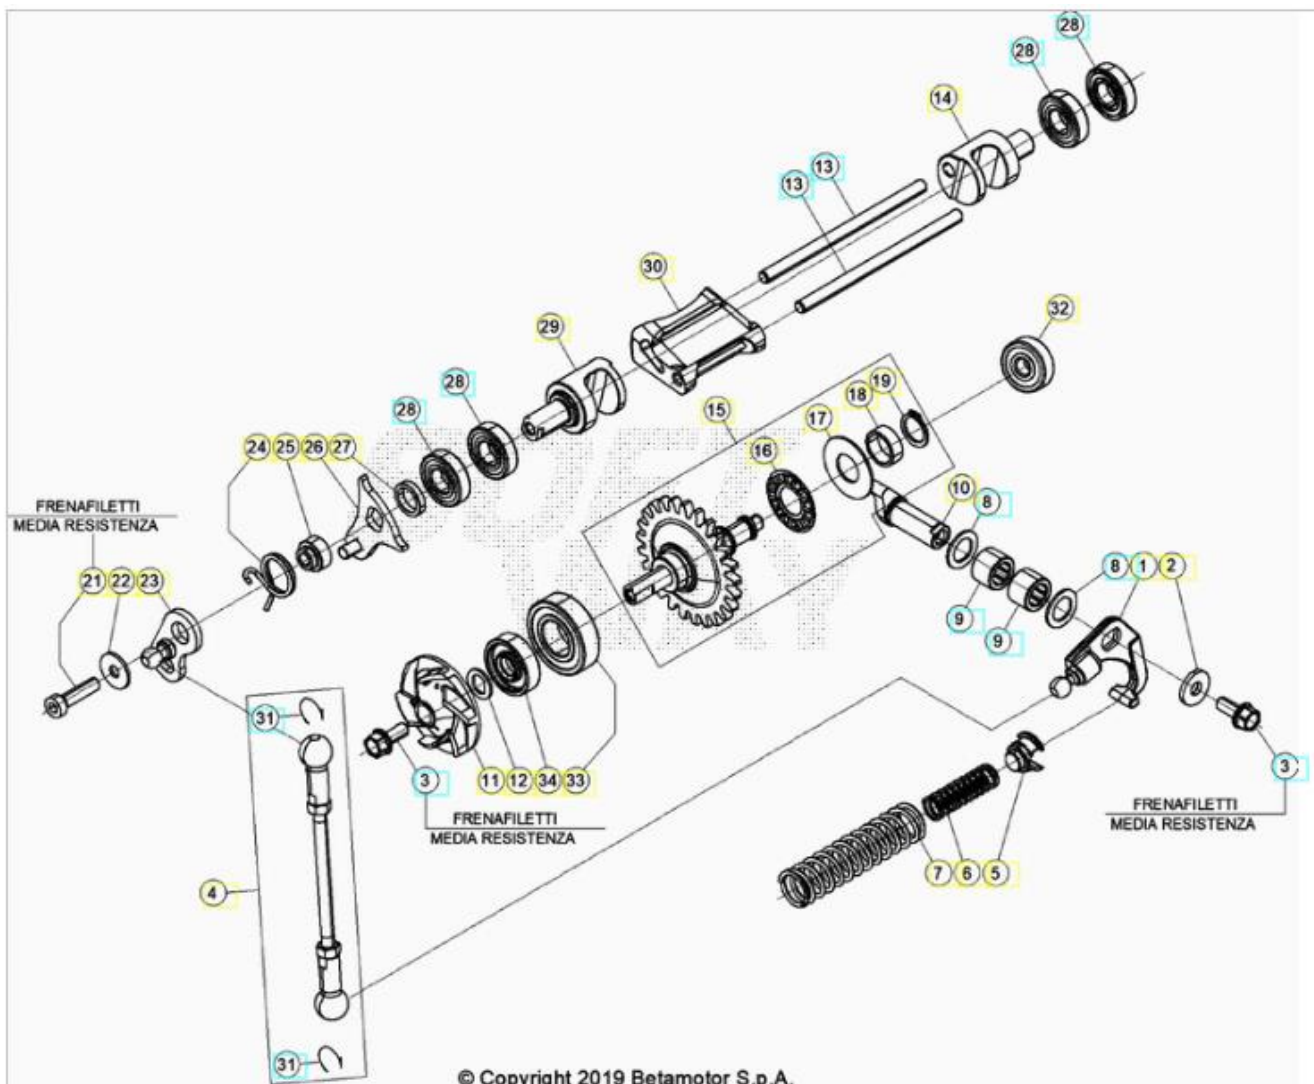 28
28
14
13
13
30
32
29
28
28
19
18
17
15
16
24 25 26 27
10
8
FRENAFILETTI
MEDIA RESISTENZA
21 22 23
8 1 2
9
9
31
3
11 12 34 33
3
FRENAFILETTI
MEDIA RESISTENZA
FRENAFILETTI
MEDIA RESISTENZA
7 6 5
4
31
© Copyright 2019 Betamotor S.p.A.